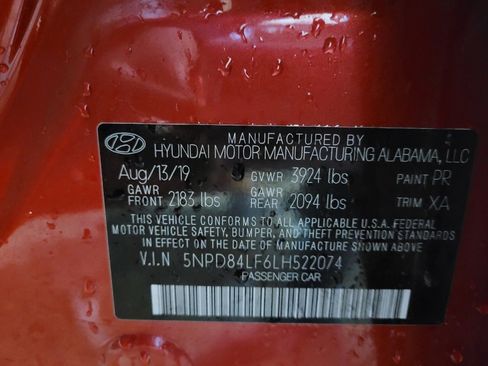 MANUFACTURED BY
HYUNDAI MOTOR MANUFACTURING ALABAMA, LLC
Aug/13/19 GVWR 3924 lbs PAINT PR
GAWR FRONT 2183 lbs GAWR REAR 2094 lbs TRIM XA
THIS VEHICLE CONFORMS TO ALL APPLICABLE U.S.A FEDERAL
MOTOR VEHICLE SAFETY, BUMPER, AND THEFT PREVENTION STANDARDS
IN EFFECT ON THE DATE OF MANUFACTURE SHOWN ABOVE.
V.I.N 5NPD84LF6LH522074
PASSENGER CAR